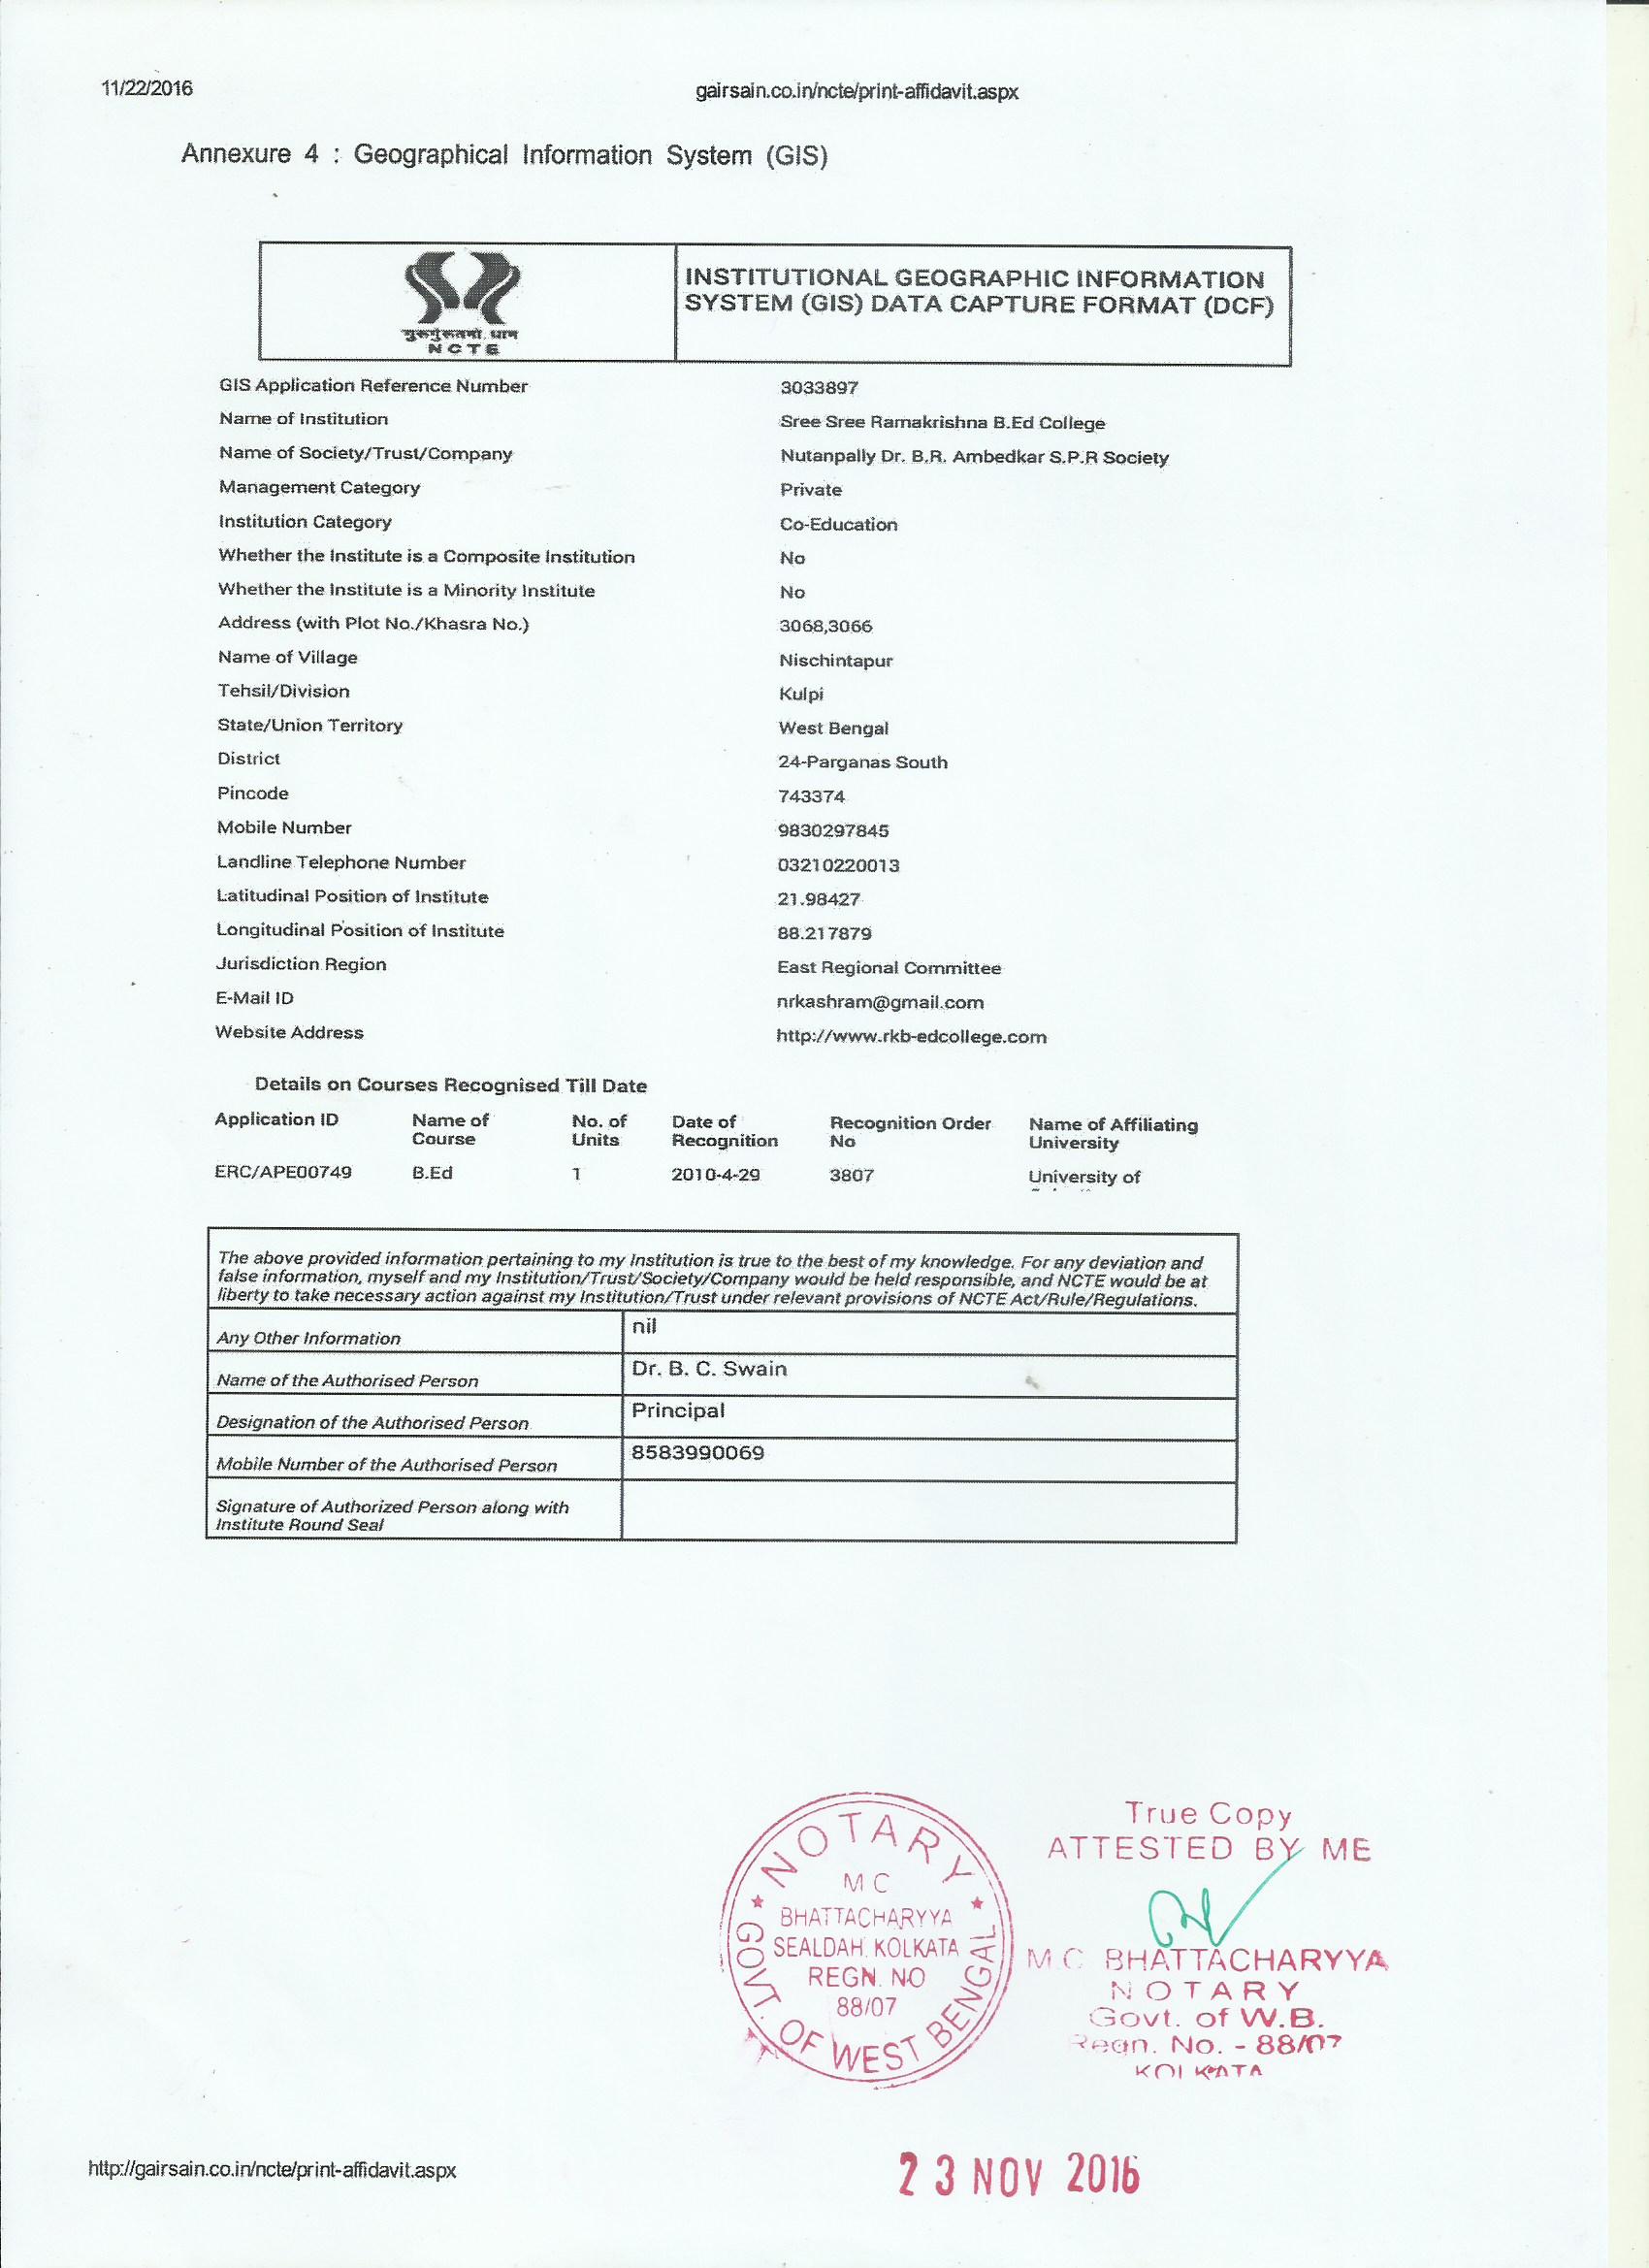 11/22/2016 gairsain.co.in/ncte/print-affidavit.aspx
Annexure 4 : Geographical Information System (GIS)
NCTE
INSTITUTIONAL GEOGRAPHIC INFORMATION
SYSTEM (GIS) DATA CAPTURE FORMAT (DCF)
GIS Application Reference Number 3033897
Name of Institution Sree Sree Ramakrishna B.Ed College
Name of Society/Trust/Company Nutanpally Dr. B.R. Ambedkar S.P.R Society
Management Category Private
Institution Category Co-Education
Whether the Institute is a Composite Institution No
Whether the Institute is a Minority Institute No
Address (with Plot No./Khasra No.) 3068,3066
Name of Village Nischintapur
Tehsil/Division Kulpi
State/Union Territory West Bengal
District 24-Parganas South
Pincode 743374
Mobile Number 9830297845
Landline Telephone Number 03210220013
Latitudinal Position of Institute 21.98427
Longitudinal Position of Institute 88.217879
Jurisdiction Region East Regional Committee
E-Mail ID nrkashram@gmail.com
Website Address http://www.rkb-edcollege.com
Details on Courses Recognised Till Date
Application ID Name of No. of Date of Recognition Order Name of Affiliating
Course Units Recognition No University
ERC/APE00749 B.Ed 1 2010-4-29 3807 University of
The above provided information pertaining to my Institution is true to the best of my knowledge. For any deviation and
false information, myself and my Institution/Trust/Society/Company would be held responsible, and NCTE would be at
liberty to take necessary action against my Institution/Trust under relevant provisions of NCTE Act/Rule/Regulations.
Any Other Information nil
Name of the Authorised Person Dr. B. C. Swain
Designation of the Authorised Person Principal
Mobile Number of the Authorised Person 8583990069
Signature of Authorized Person along with
Institute Round Seal
NOTARY
M C
BHATTACHARYYA
SEALDAH. KOLKATA
REGN. NO
88/07
GOVT. OF WEST BENGAL
True Copy
ATTESTED BY ME
M.C. BHATTACHARYYA
NOTARY
Govt. of W.B.
Regn. No. - 88/07
KOLKATA
http://gairsain.co.in/ncte/print-affidavit.aspx
23 NOV 2016